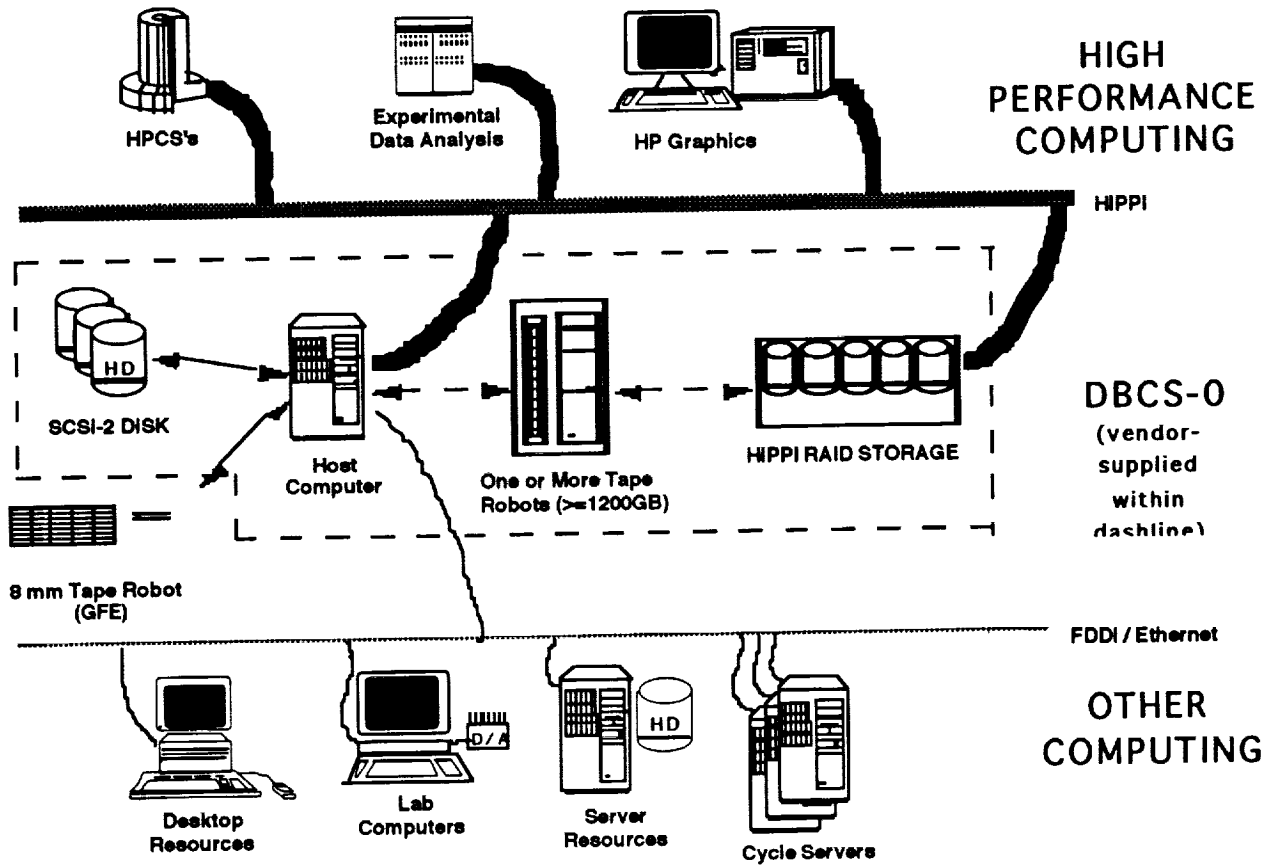 HIGH
PERFORMANCE
COMPUTING
HPCS's
Experimental
Data Analysis
HP Graphics
HIPPI
HD
SCSI-2 DISK
Host
Computer
One or More Tape
Robots (>=1200GB)
HIPPI RAID STORAGE
DBCS-0
(vendor-
supplied
within
dashline)
8 mm Tape Robot
(GFE)
FDDI / Ethernet
D/A
HD
OTHER
COMPUTING
Desktop
Resources
Lab
Computers
Server
Resources
Cycle Servers